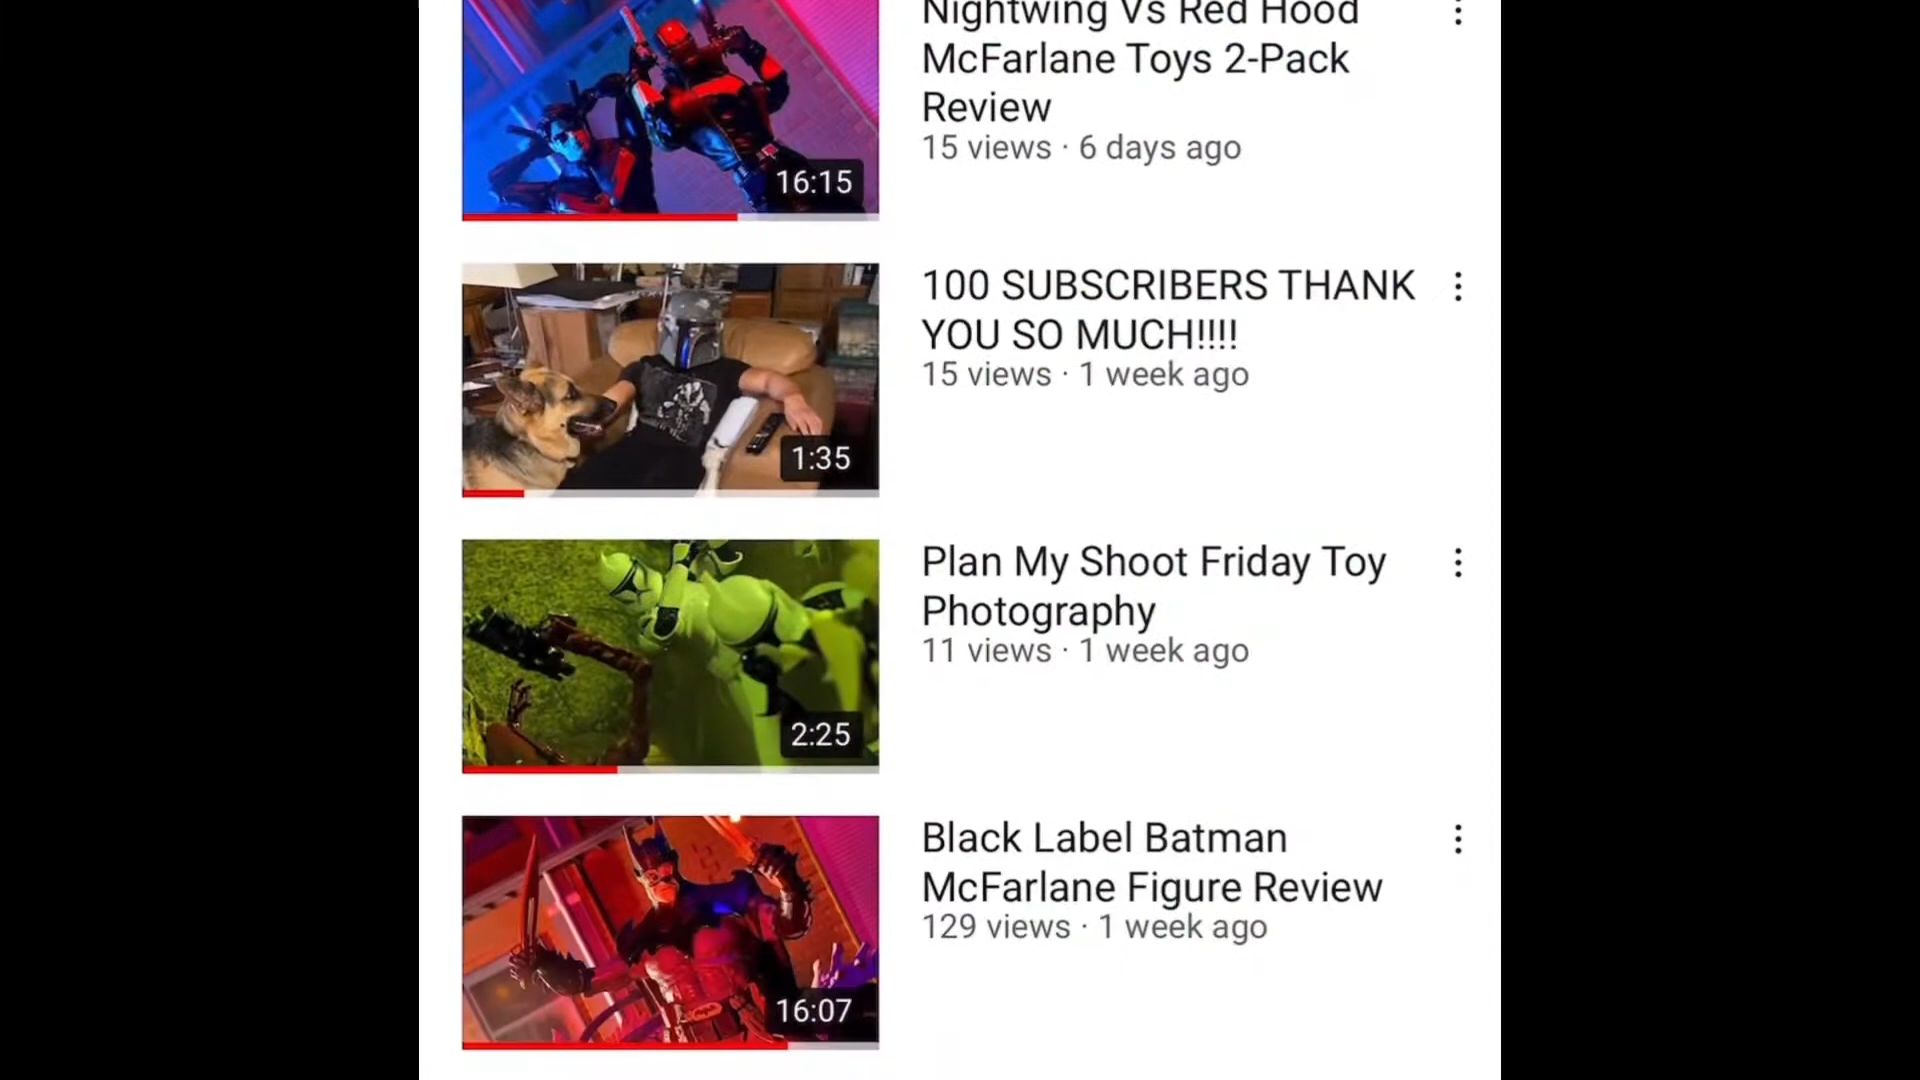 Nightwing Vs Red Hood
McFarlane Toys 2-Pack
Review
15 views · 6 days ago
16:15
100 SUBSCRIBERS THANK
YOU SO MUCH!!!!
15 views · 1 week ago
1:35
Plan My Shoot Friday Toy
Photography
11 views · 1 week ago
2:25
Black Label Batman
McFarlane Figure Review
129 views · 1 week ago
16:07